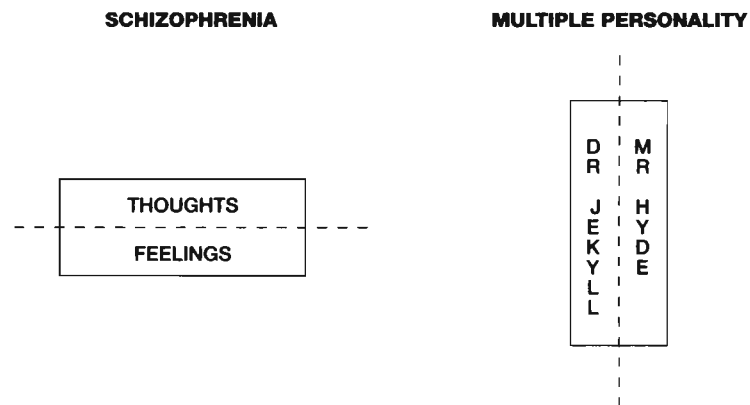 SCHIZOPHRENIA
MULTIPLE PERSONALITY
THOUGHTS
FEELINGS
DR JEKYLL
MR HYDE